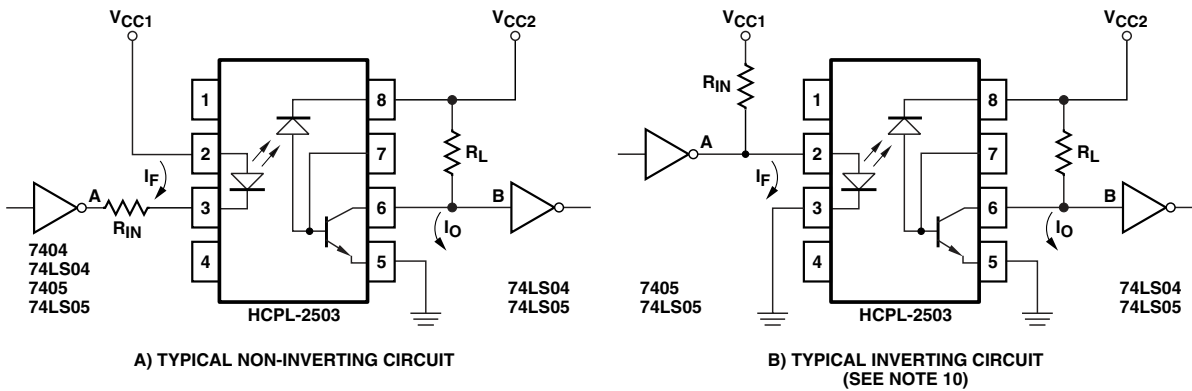 VCC1
VCC2
1
2
3
4
8
7
6
5
IF
A
RIN
RL
IO
B
7404
74LS04
7405
74LS05
74LS04
74LS05
HCPL-2503
A) TYPICAL NON-INVERTING CIRCUIT
VCC1
VCC2
RIN
A
1
2
3
4
8
7
6
5
IF
RL
IO
B
7405
74LS05
74LS04
74LS05
HCPL-2503
B) TYPICAL INVERTING CIRCUIT
(SEE NOTE 10)